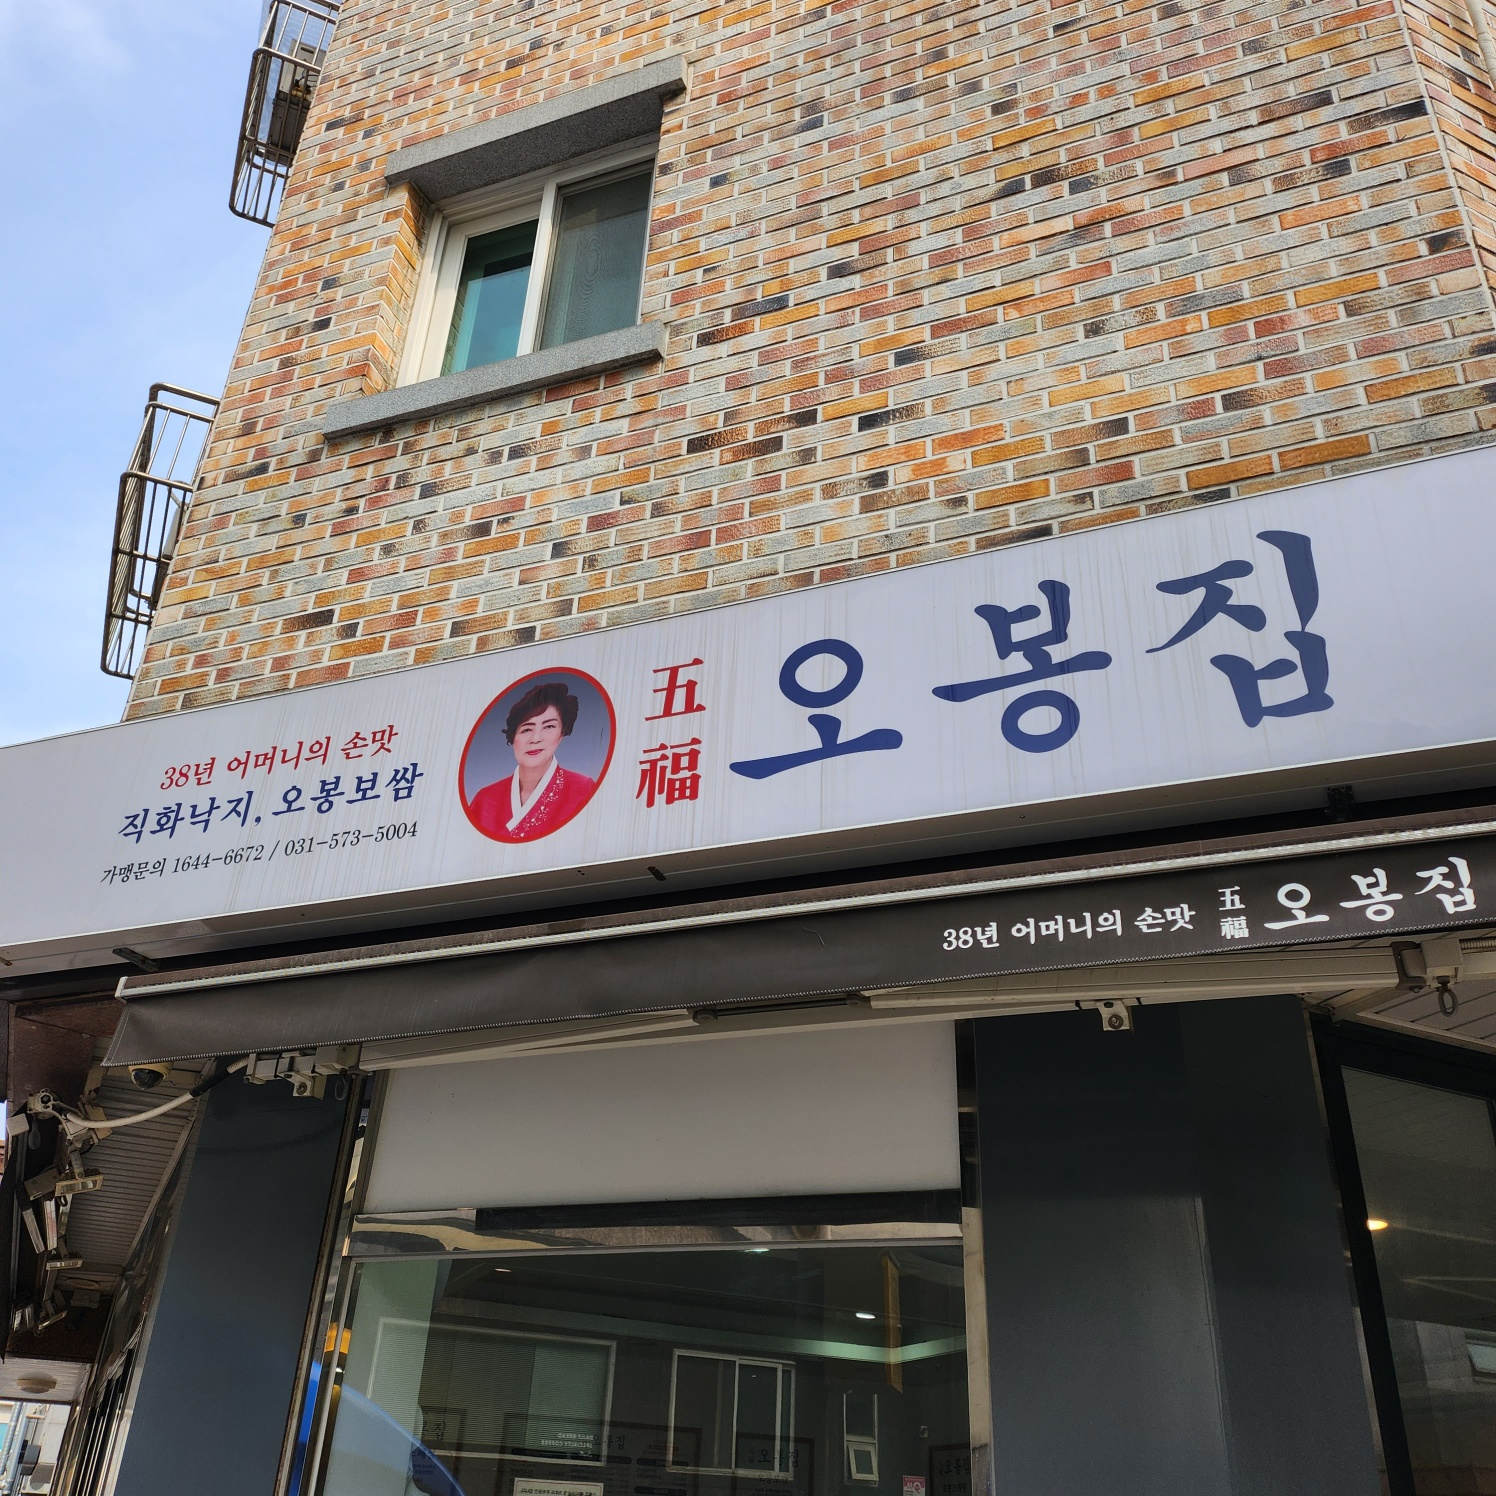 38년 어머니의 손맛
직화낙지, 오봉보쌈
가맹문의 1644-6672 / 031-573-5004
五福
오봉집
38년 어머니의 손맛 五福 오봉집